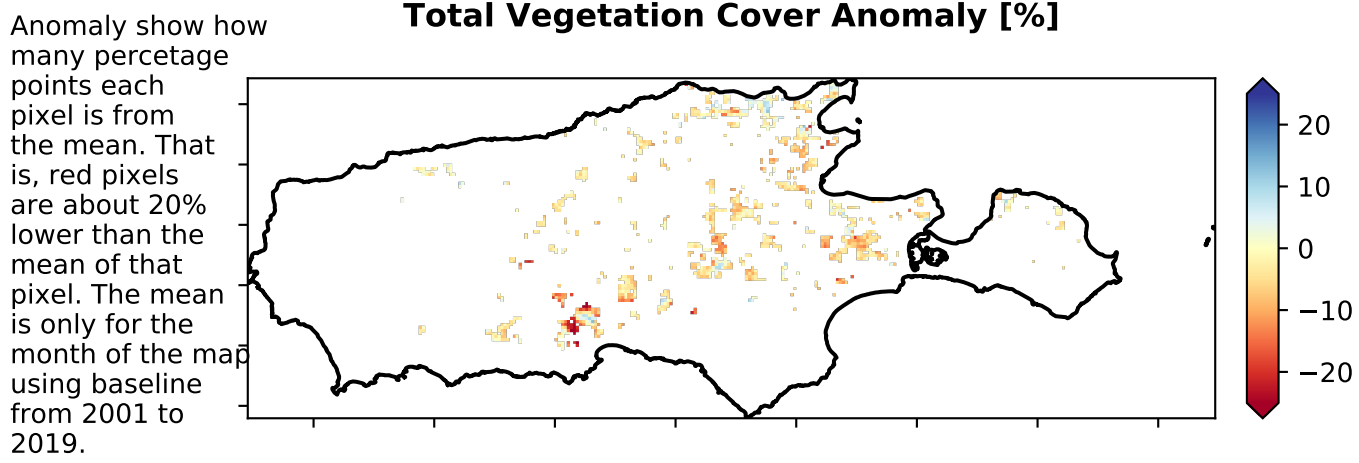 Total Vegetation Cover Anomaly [%]
Anomaly show how
many percetage
points each
pixel is from
the mean. That
is, red pixels
are about 20%
lower than the
mean of that
pixel. The mean
is only for the
month of the map
using baseline
from 2001 to
2019.
20
10
0
−10
−20